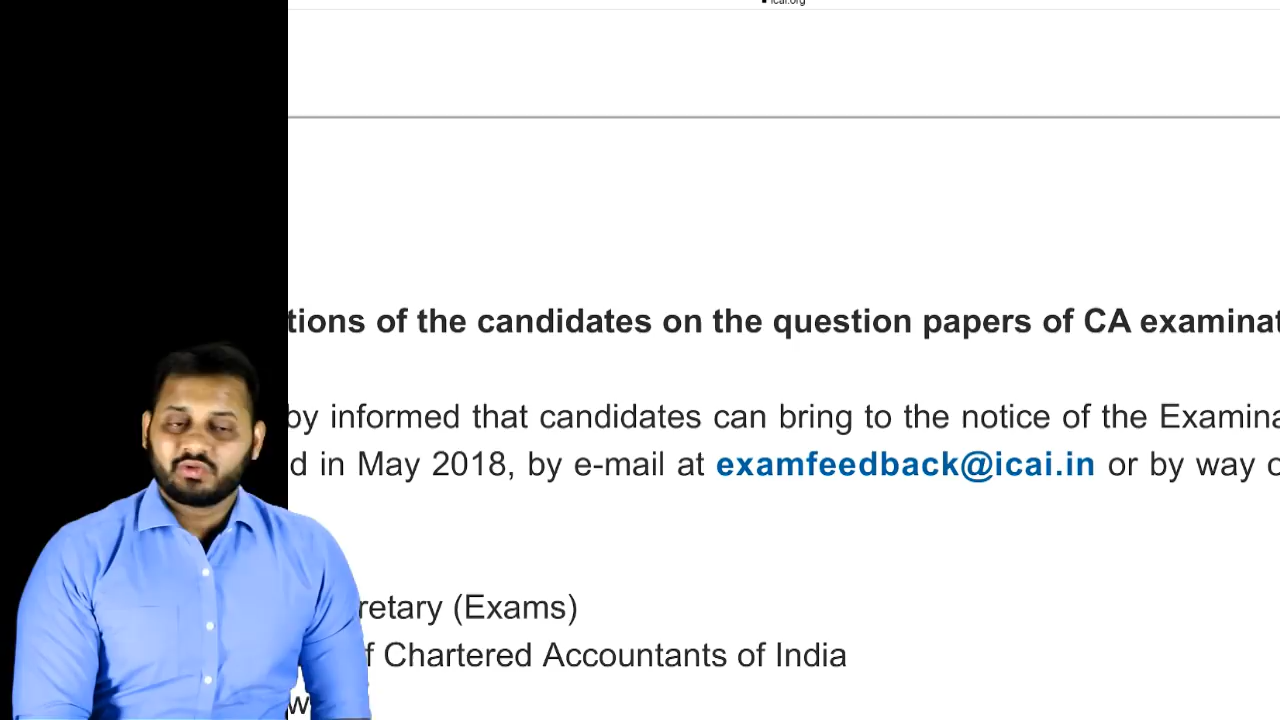 icai.org
tions of the candidates on the question papers of CA examinat
by informed that candidates can bring to the notice of the Examina
d in May 2018, by e-mail at examfeedback@icai.in or by way o
retary (Exams)
f Chartered Accountants of India
w